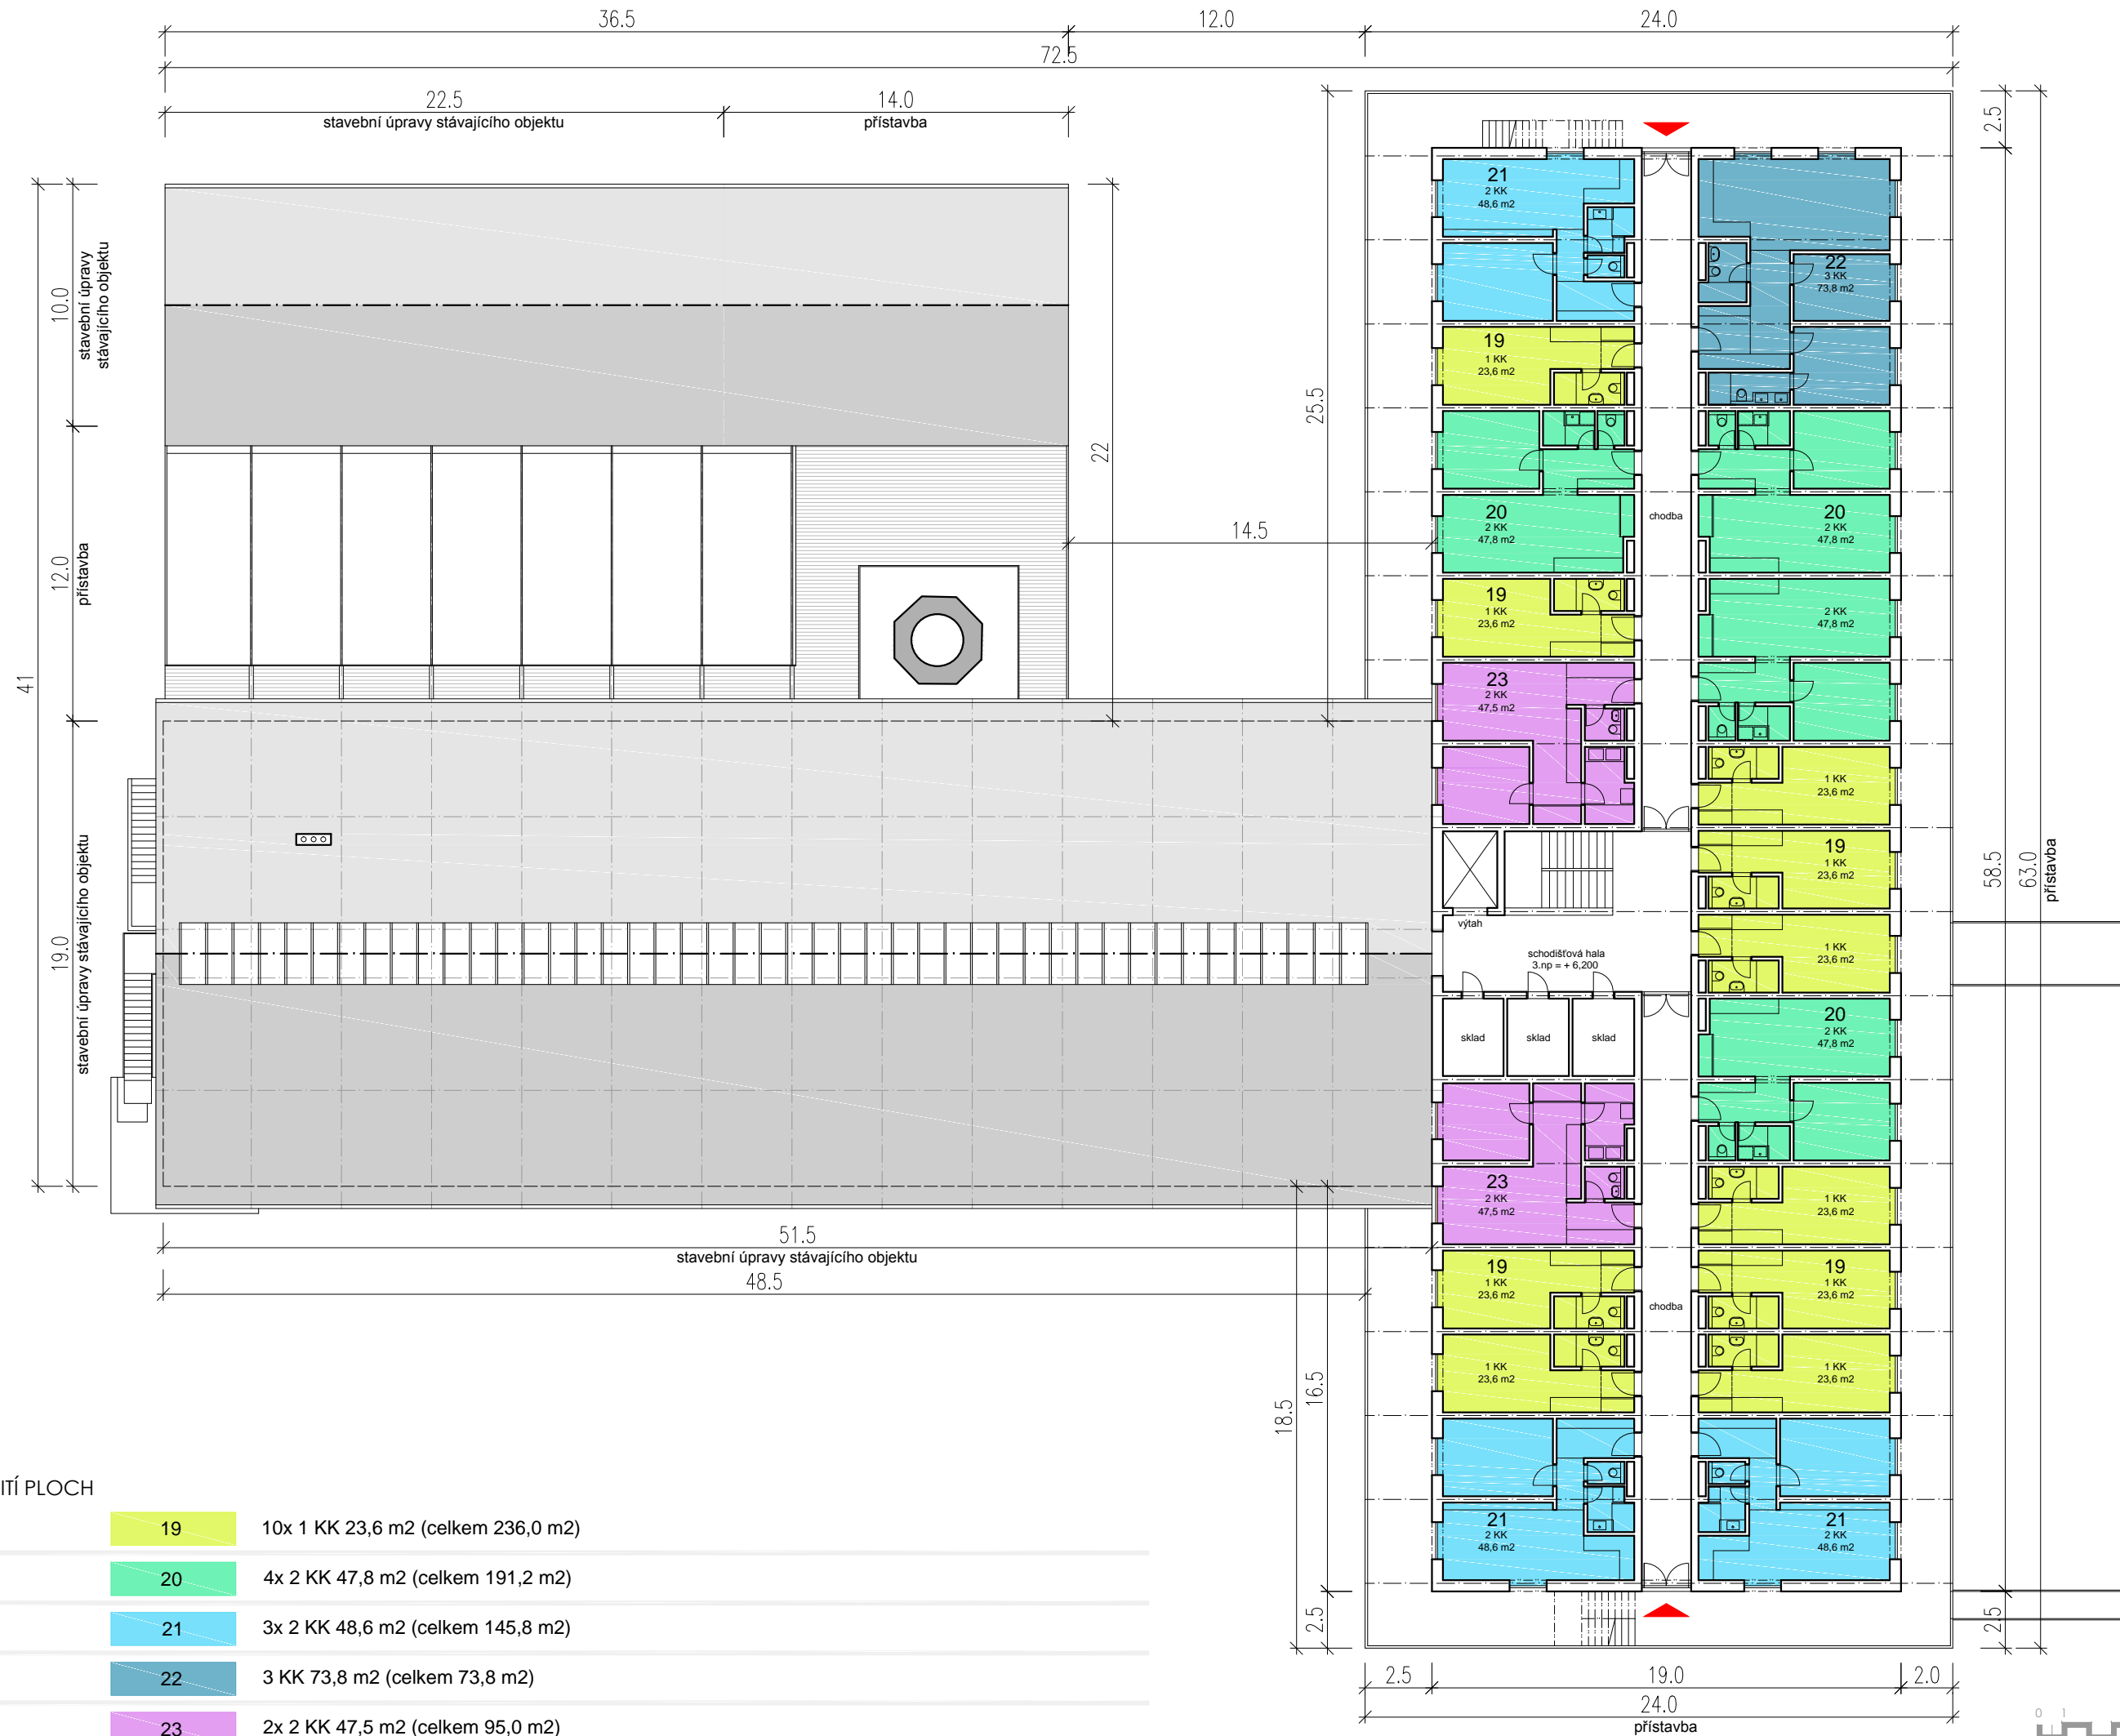 36.5
12.0
24.0
72.5
22.5
stavební úpravy stávajícího objektu
14.0
přístavba
2.5
10.0
stavební úpravy
stávajícího objektu
12.0
přístavba
41
19.0
stavební úpravy stávajícího objektu
22
14.5
25.5
58.5
63.0
přístavba
21
2 KK
48,6 m2
22
3 KK
73,8 m2
19
1 KK
23,6 m2
20
2 KK
47,8 m2
chodba
20
2 KK
47,8 m2
19
1 KK
23,6 m2
2 KK
47,8 m2
23
2 KK
47,5 m2
1 KK
23,6 m2
19
1 KK
23,6 m2
výtah
schodišťová hala
3.np = + 6,200
1 KK
23,6 m2
sklad
sklad
sklad
20
2 KK
47,8 m2
23
2 KK
47,5 m2
1 KK
23,6 m2
19
1 KK
23,6 m2
chodba
19
1 KK
23,6 m2
1 KK
23,6 m2
1 KK
23,6 m2
21
2 KK
48,6 m2
21
2 KK
48,6 m2
51.5
stavební úpravy stávajícího objektu
48.5
18.5
16.5
2.5
2.5
2.5
19.0
2.0
24.0
přístavba
0 1
ITÍ PLOCH
19 10x 1 KK 23,6 m2 (celkem 236,0 m2)
20 4x 2 KK 47,8 m2 (celkem 191,2 m2)
21 3x 2 KK 48,6 m2 (celkem 145,8 m2)
22 3 KK 73,8 m2 (celkem 73,8 m2)
23 2x 2 KK 47,5 m2 (celkem 95,0 m2)